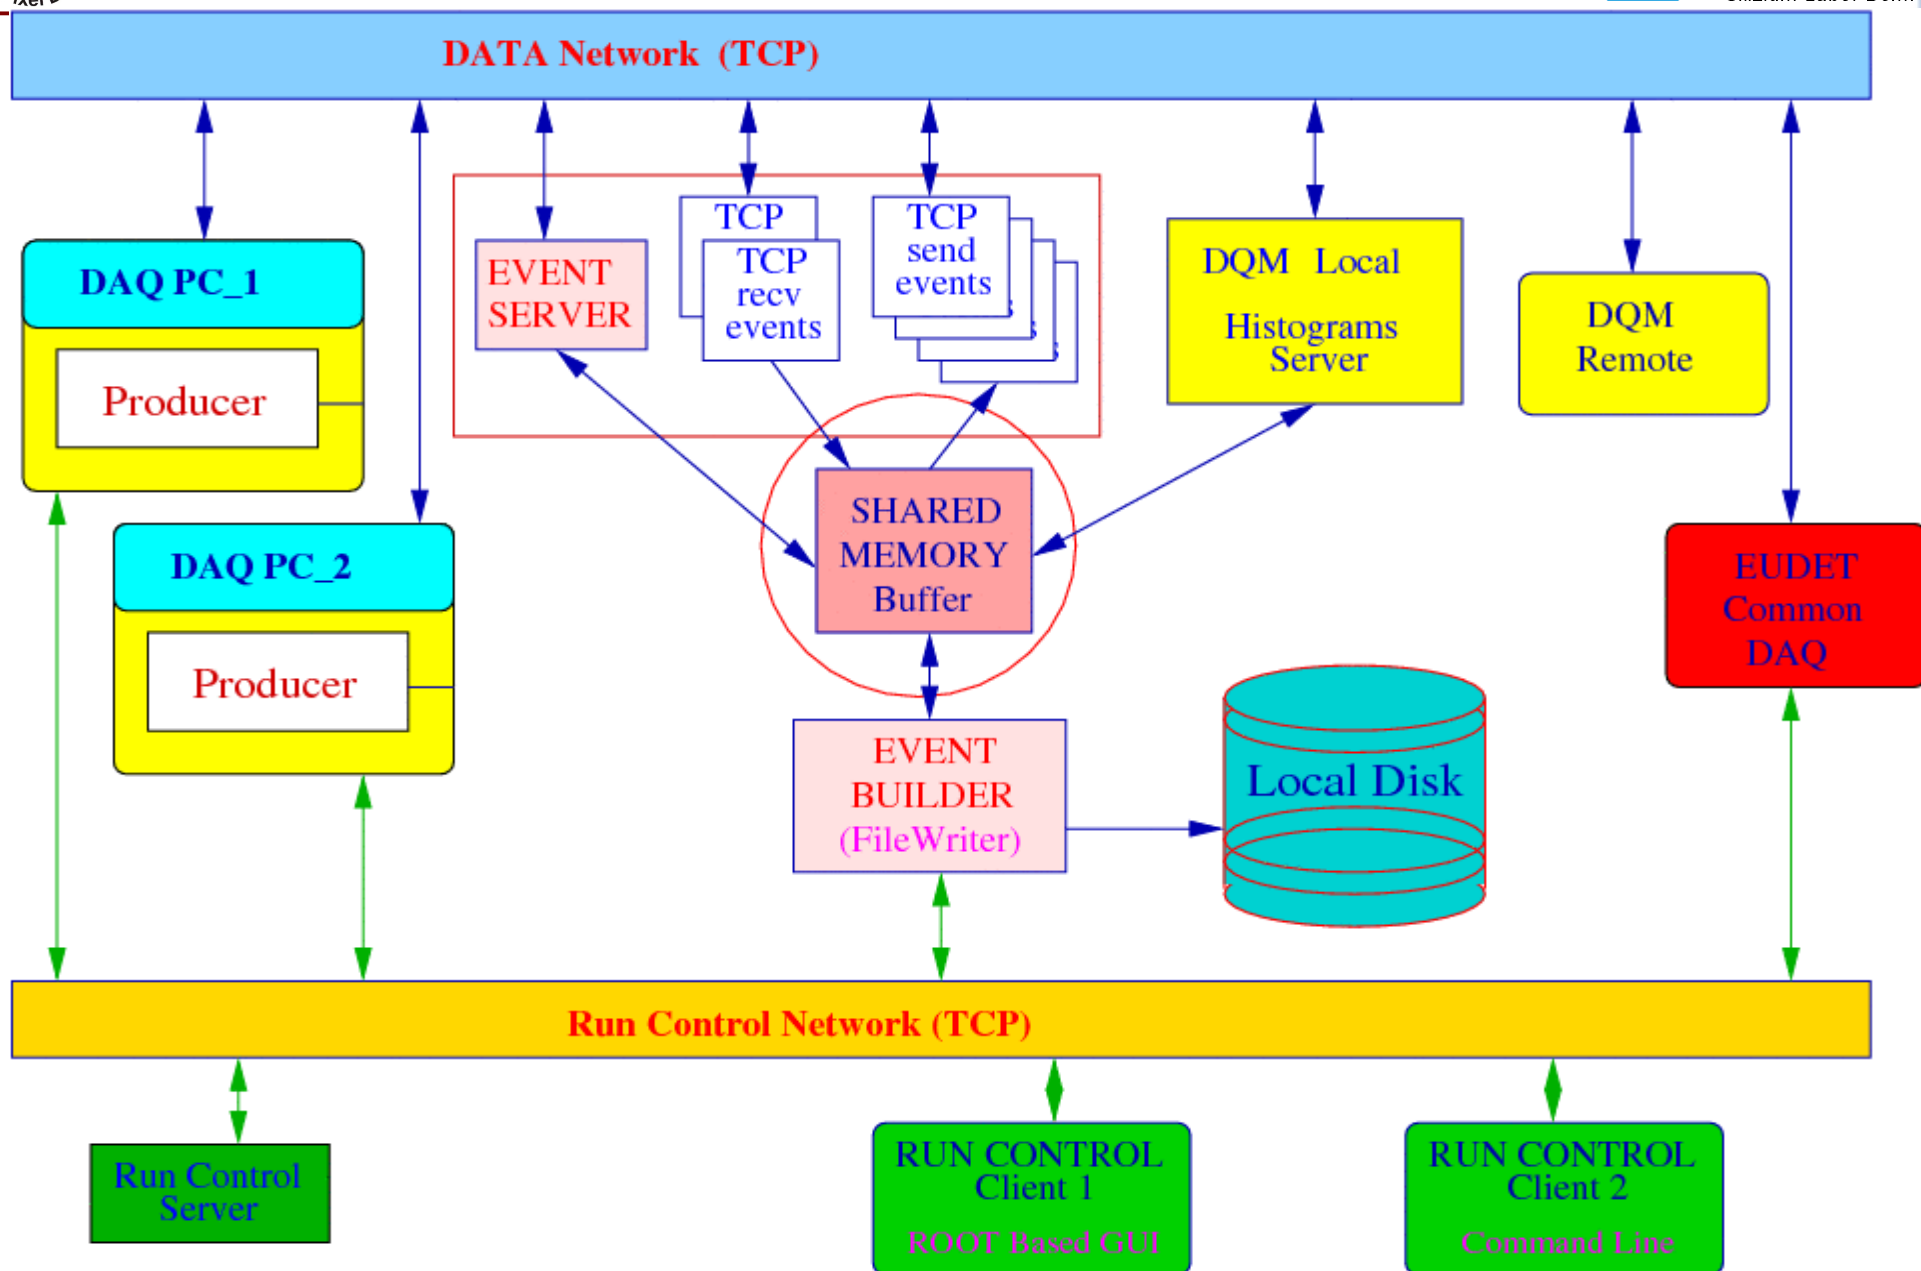 DATA Network (TCP)
DAQ PC_1
Producer
DAQ PC_2
Producer
EVENT
SERVER
TCP
TCP
recv
events
TCP
send
events
s
s
s
DQM Local
Histograms
Server
DQM
Remote
SHARED
MEMORY
Buffer
EUDET
Common
DAQ
EVENT
BUILDER
(FileWriter)
Local Disk
Run Control Network (TCP)
Run Control
Server
RUN CONTROL
Client 1
ROOT Based GUI
RUN CONTROL
Client 2
Command Line